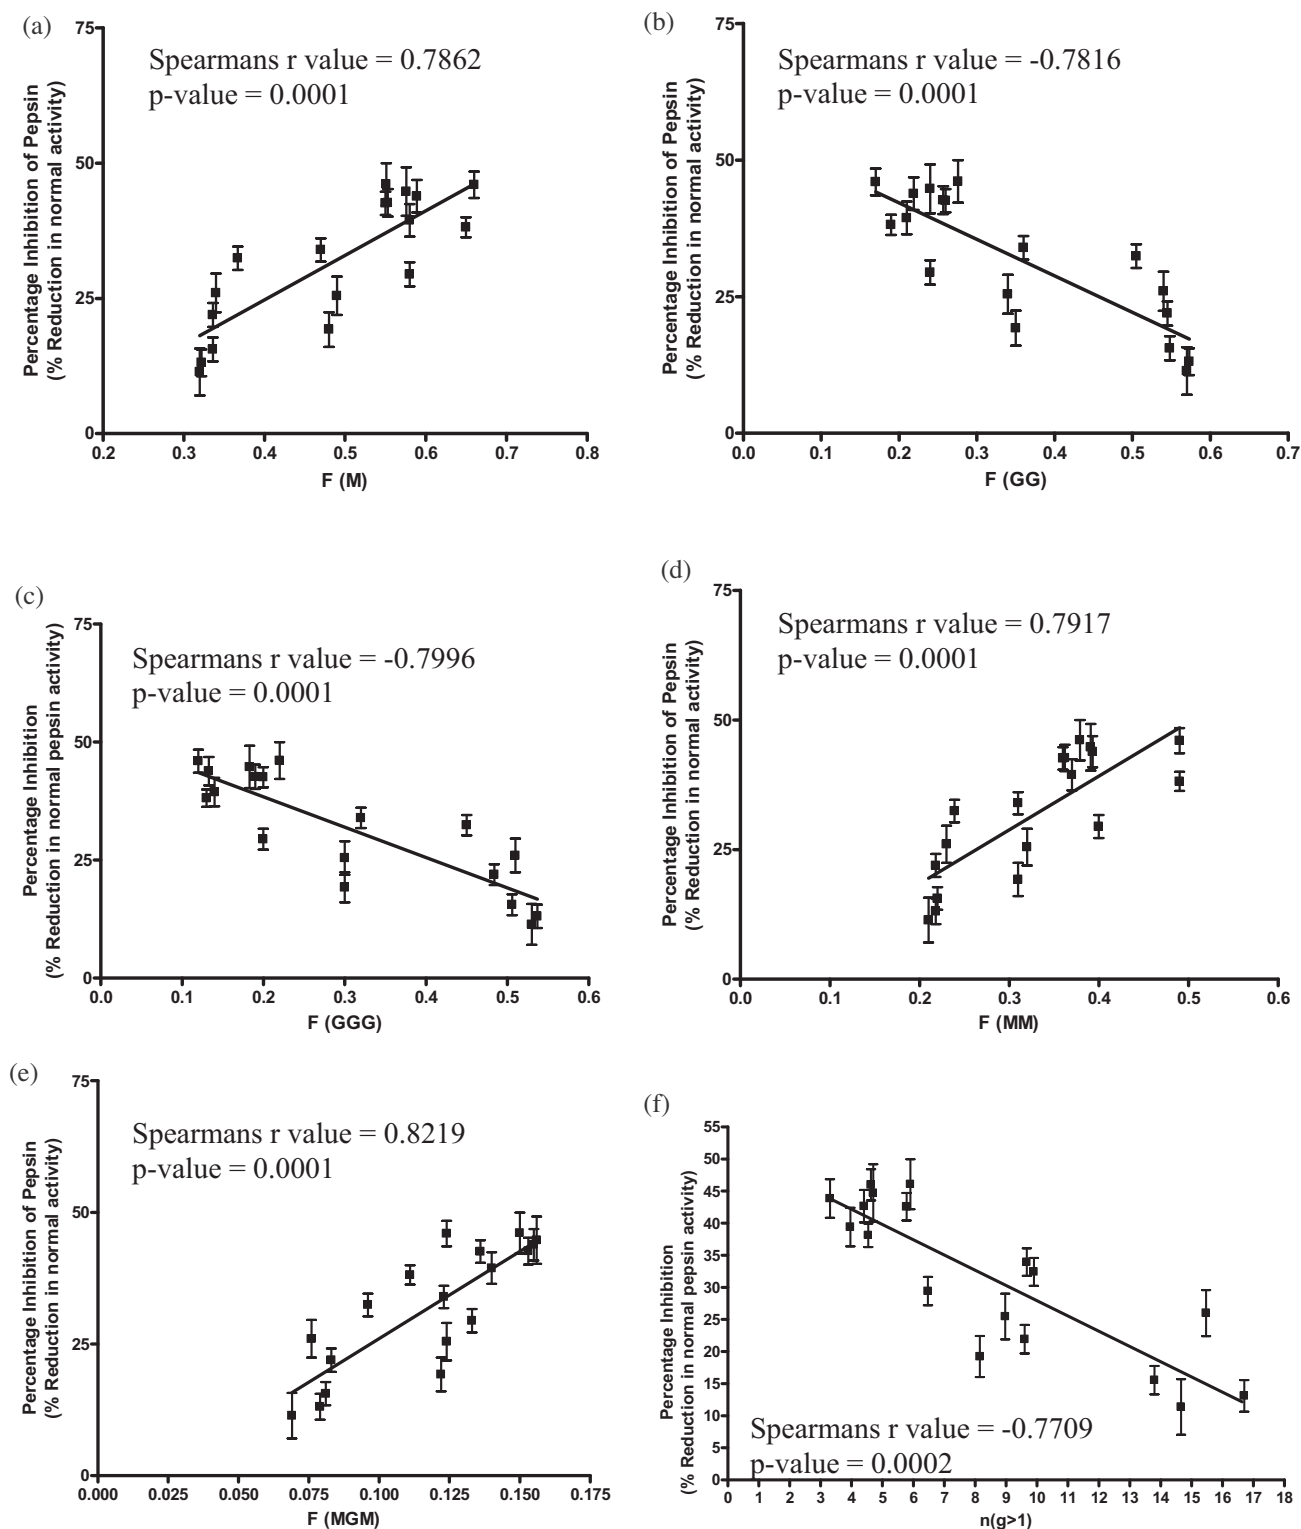 (a)
75
50
25
0
Percentage Inhibition of Pepsin
(% Reduction in normal activity)
Spearmans r value = 0.7862
p-value = 0.0001
0.2 0.3 0.4 0.5 0.6 0.7 0.8
F (M)
(b)
75
50
25
0
Percentage Inhibition of Pepsin
(% Reduction in normal activity)
Spearmans r value = -0.7816
p-value = 0.0001
0.0 0.1 0.2 0.3 0.4 0.5 0.6 0.7
F (GG)
(c)
75
50
25
0
Percentage Inhibition
(% Reduction in normal pepsin activity)
Spearmans r value = -0.7996
p-value = 0.0001
0.0 0.1 0.2 0.3 0.4 0.5 0.6
F (GGG)
(d)
75
50
25
0
Percentage Inhibition of Pepsin
(% Reduction in normal activity)
Spearmans r value = 0.7917
p-value = 0.0001
0.0 0.1 0.2 0.3 0.4 0.5 0.6
F (MM)
(e)
75
50
25
0
Percentage Inhibition of Pepsin
(% Reduction in normal activity)
Spearmans r value = 0.8219
p-value = 0.0001
0.000 0.025 0.050 0.075 0.100 0.125 0.150 0.175
F (MGM)
(f)
55
50
45
40
35
30
25
20
15
10
5
0
Percentage Inhibition
(% Reduction in normal pepsin activity)
Spearmans r value = -0.7709
p-value = 0.0002
0 1 2 3 4 5 6 7 8 9 10 11 12 13 14 15 16 17 18
n(g>1)